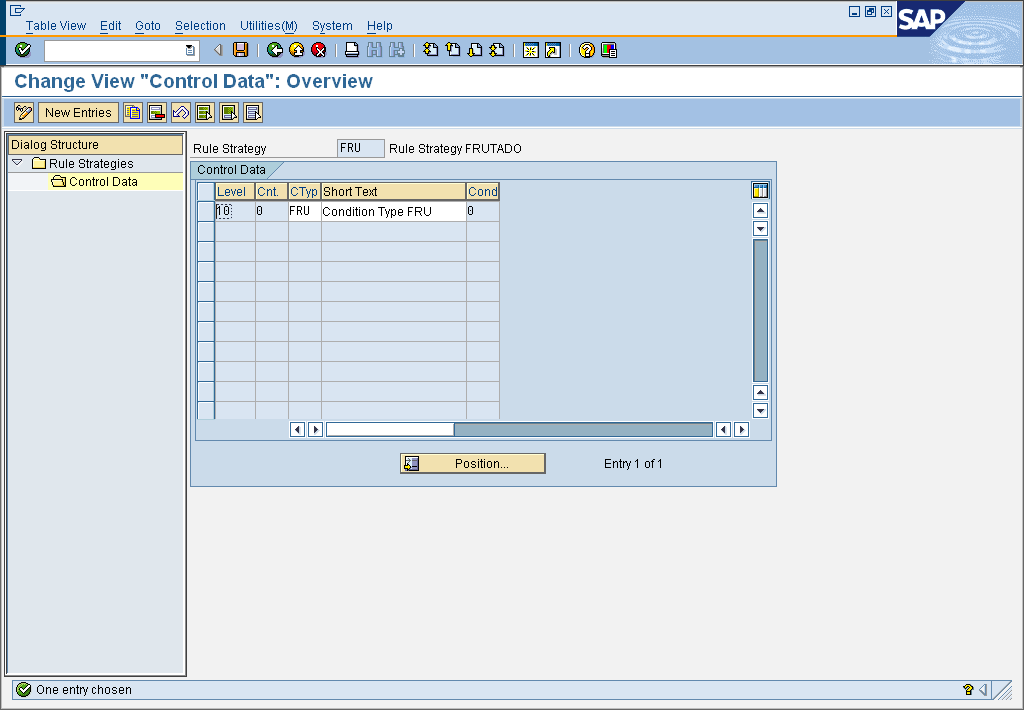 Table View Edit Goto Selection Utilities(M) System Help
SAP
Change View "Control Data": Overview
New Entries
Dialog Structure
Rule Strategies
Control Data
Rule Strategy FRU Rule Strategy FRUTADO
Control Data
Level Cnt. CTyp Short Text Cond
10 0 FRU Condition Type FRU 0
Position... Entry 1 of 1
One entry chosen